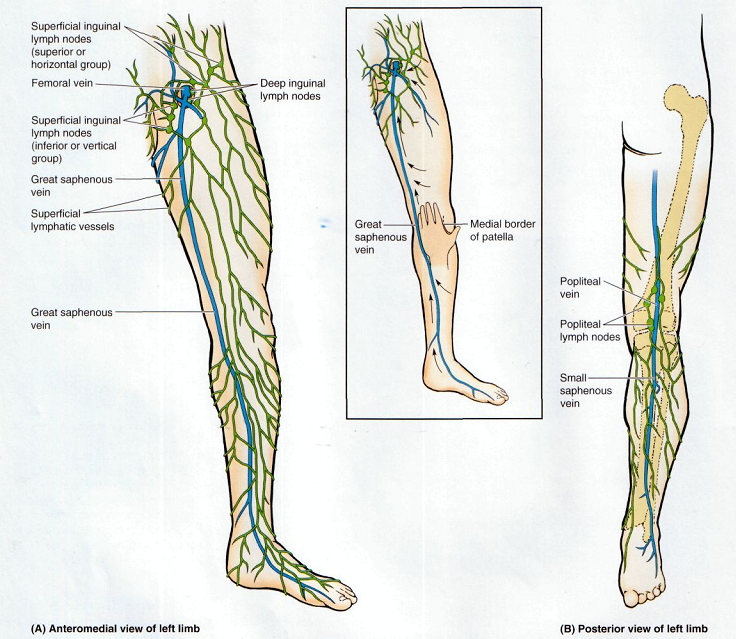 Superficial inguinal
lymph nodes
(superior or
horizontal group)
Femoral vein
Deep inguinal
lymph nodes
Superficial inguinal
lymph nodes
(inferior or vertical
group)
Great saphenous
vein
Superficial
lymphatic vessels
Great saphenous
vein
(A) Anteromedial view of left limb
Great
saphenous
vein
Medial border
of patella
Popliteal
vein
Popliteal
lymph nodes
Small
saphenous
vein
(B) Posterior view of left limb